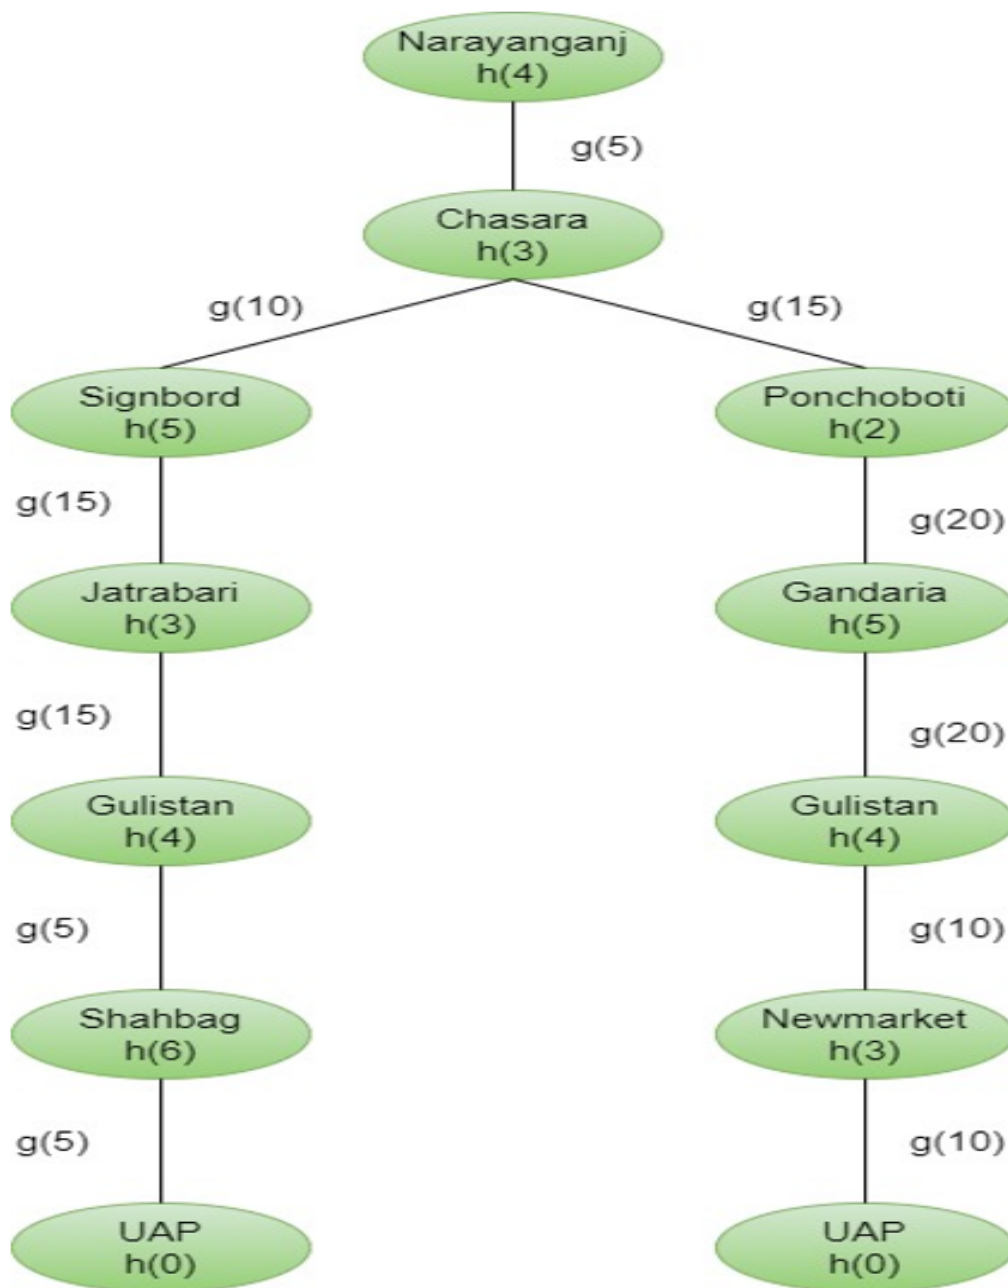 Narayanganj
h(4)
g(5)
Chasara
h(3)
g(10)
g(15)
Signbord
h(5)
Ponchoboti
h(2)
g(15)
g(20)
Jatrabari
h(3)
Gandaria
h(5)
g(15)
g(20)
Gulistan
h(4)
Gulistan
h(4)
g(5)
g(10)
Shahbag
h(6)
Newmarket
h(3)
g(5)
g(10)
UAP
h(0)
UAP
h(0)